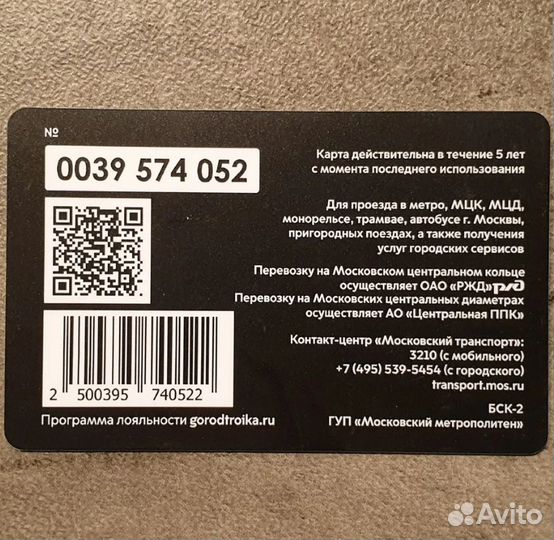 №
0039 574 052
Карта действительна в течение 5 лет
с момента последнего использования
Для проезда в метро, МЦК, МЦД,
монорельсе, трамвае, автобусе г. Москвы,
пригородных поездах, а также получения
услуг городских сервисов
Перевозку на Московском центральном кольце
осуществляет ОАО «РЖД» РЖД
Перевозку на Московских центральных диаметрах
осуществляет АО «Центральная ППК»
Контакт-центр «Московский транспорт»:
3210 (с мобильного)
+7 (495) 539-5454 (с городского)
transport.mos.ru
2 500395 740522
Программа лояльности gorodtroika.ru
БСК-2
ГУП «Московский метрополитен»
Avito